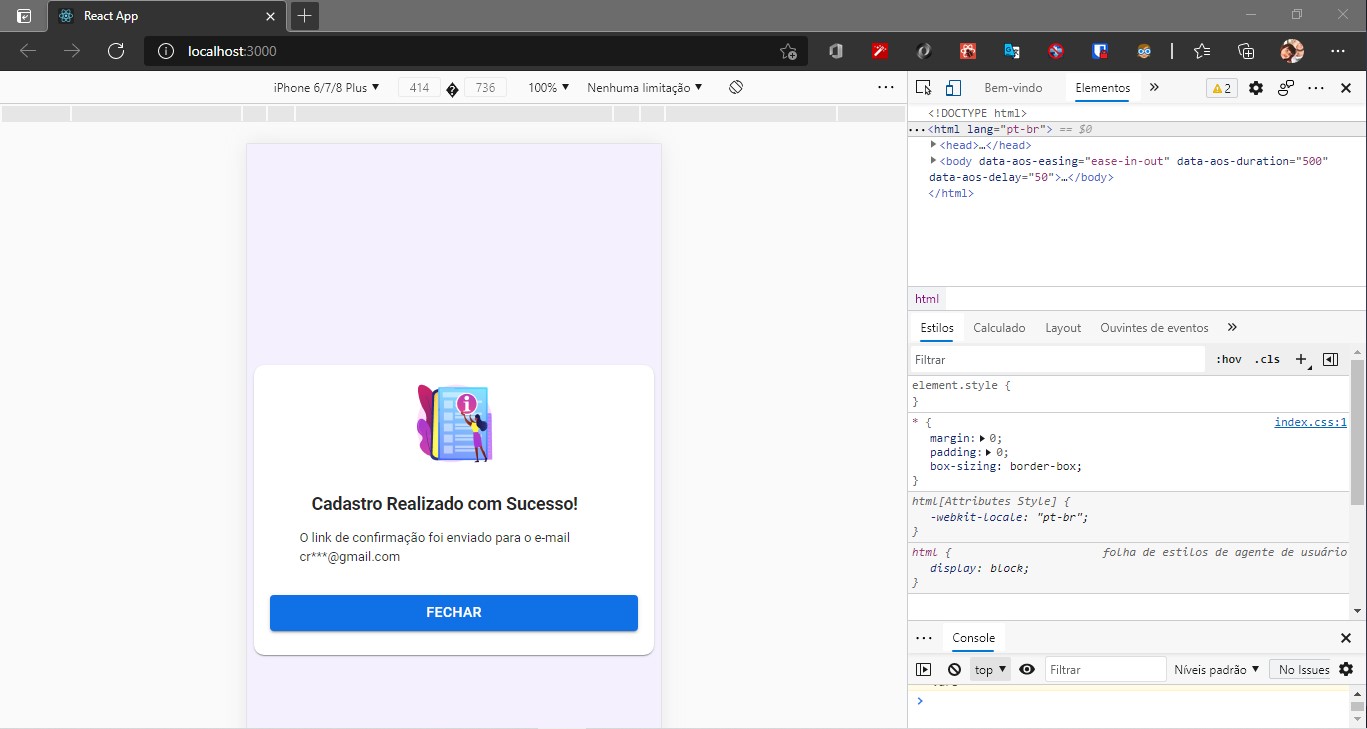 React App
localhost:3000
iPhone 6/7/8 Plus 414 736 100% Nenhuma limitação
Bem-vindo Elementos 2
<!DOCTYPE html>
<html lang="pt-br"> == $0
<head>…</head>
<body data-aos-easing="ease-in-out" data-aos-duration="500"
data-aos-delay="50">…</body>
</html>
html
Estilos Calculado Layout Ouvintes de eventos
Filtrar :hov .cls
element.style {
}
* { index.css:1
margin: 0;
padding: 0;
box-sizing: border-box;
}
html[Attributes Style] {
-webkit-locale: "pt-br";
}
html { folha de estilos de agente de usuário
display: block;
}
Console
top Filtrar Níveis padrão No Issues
Cadastro Realizado com Sucesso!
O link de confirmação foi enviado para o e-mail
cr***@gmail.com
FECHAR